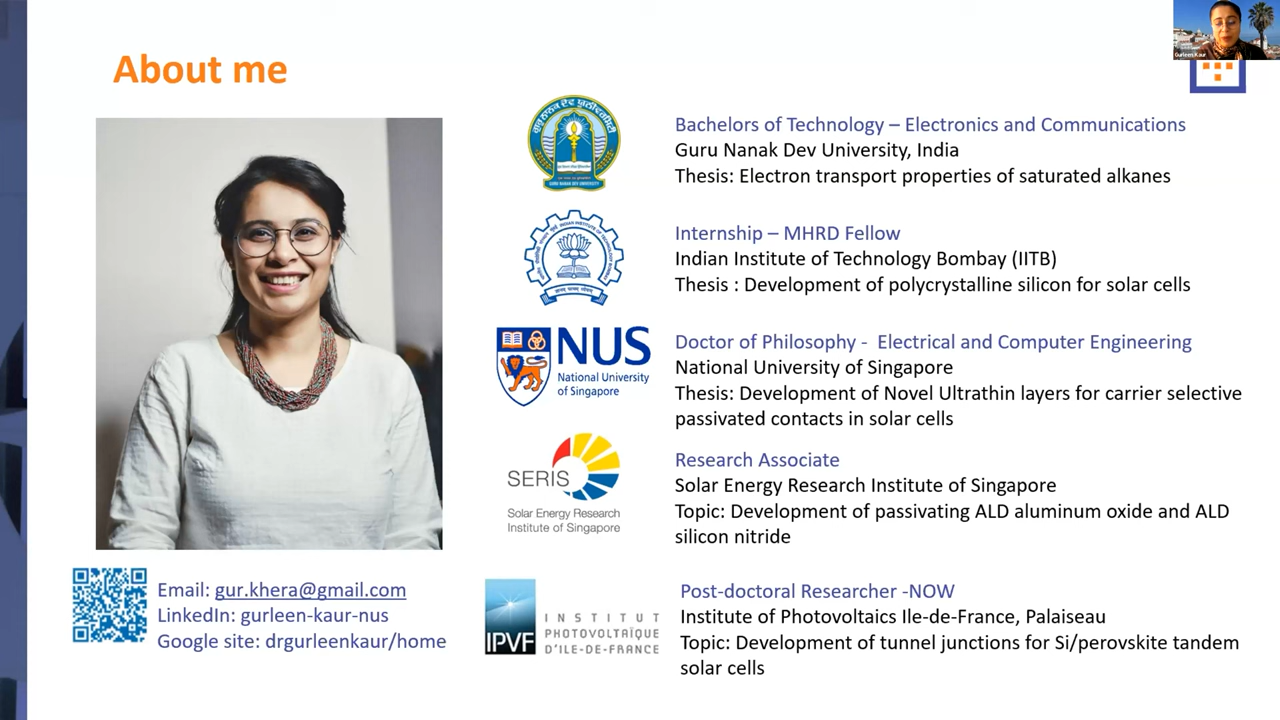 About me
Gurleen Kaur
Bachelors of Technology – Electronics and Communications
Guru Nanak Dev University, India
Thesis: Electron transport properties of saturated alkanes
GURU NANAK DEV UNIVERSITY
Internship – MHRD Fellow
Indian Institute of Technology Bombay (IITB)
Thesis : Development of polycrystalline silicon for solar cells
NUS
National University
of Singapore
Doctor of Philosophy - Electrical and Computer Engineering
National University of Singapore
Thesis: Development of Novel Ultrathin layers for carrier selective
passivated contacts in solar cells
SERIS
Solar Energy Research
Institute of Singapore
Research Associate
Solar Energy Research Institute of Singapore
Topic: Development of passivating ALD aluminum oxide and ALD
silicon nitride
Email: gur.khera@gmail.com
LinkedIn: gurleen-kaur-nus
Google site: drgurleenkaur/home
IPVF
INSTITUT
PHOTOVOLTAÏQUE
D'ILE-DE-FRANCE
Post-doctoral Researcher -NOW
Institute of Photovoltaics Ile-de-France, Palaiseau
Topic: Development of tunnel junctions for Si/perovskite tandem
solar cells